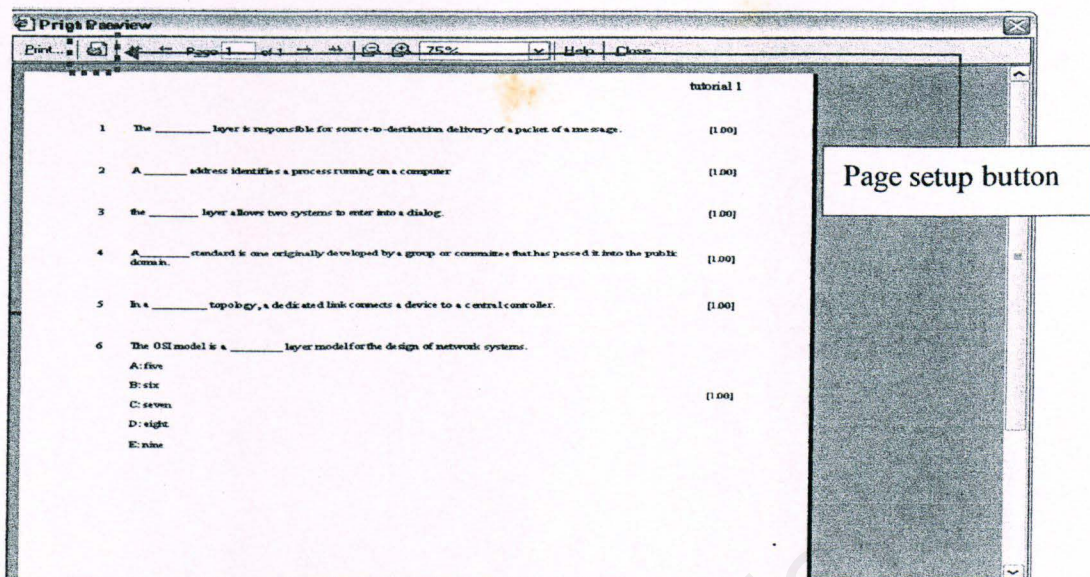 Print Preview
Print... Page 1 of 1 75% Help Close
tutorial 1
1 The ________ layer is responsible for source-to-destination delivery of a packet of a message. [1.00]
2 A ______ address identifies a process running on a computer [1.00]
Page setup button
3 the ________ layer allows two systems to enter into a dialog. [1.00]
4 A________ standard is one originally developed by a group or committee that has passed it into the public
domain. [1.00]
5 In a ________ topology, a dedicated link connects a device to a central controller. [1.00]
6 The OSI model is a ________ layer model for the design of network systems.
A: five
B: six
C: seven [1.00]
D: eight
E: nine